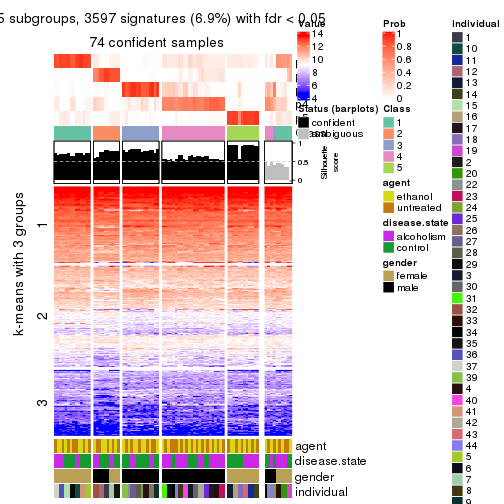 5 subgroups, 3597 signatures (6.9%) with fdr < 0.05
74 confident samples
k-means with 3 groups
1
2
3
1
0.5
0
Silhouette
score
agent
disease.state
gender
individual
Value
14
12
10
8
6
4
Status (barplots)
confident
ambiguous
Prob
1
0.8
0.6
0.4
0.2
0
Class
1
2
3
4
5
agent
ethanol
untreated
disease.state
alcoholism
control
gender
female
male
individual
1
10
11
12
13
14
15
16
17
18
19
2
20
22
23
24
25
26
27
28
29
3
30
31
32
33
34
35
36
37
39
4
40
41
42
43
44
5
6
7
8
9